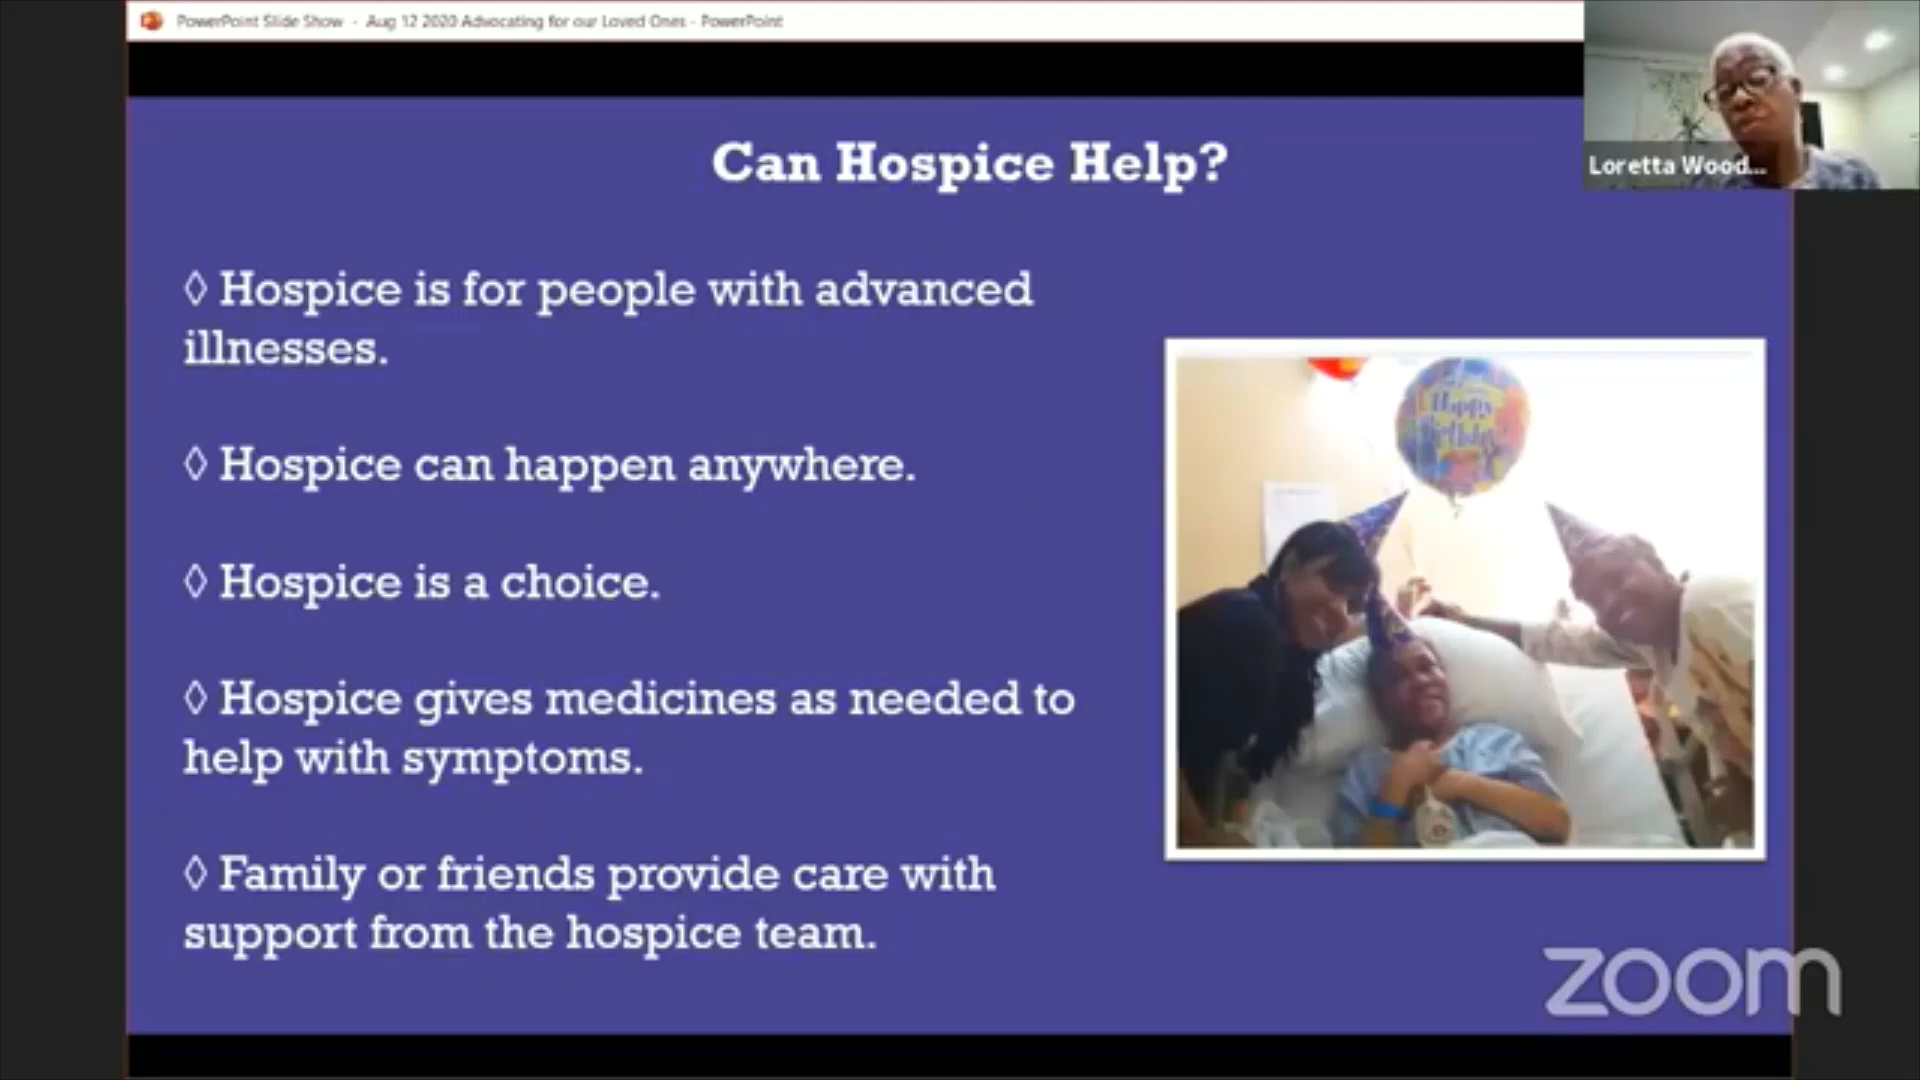 PowerPoint Slide Show - Aug 12 2020 Advocating for our Loved Ones - PowerPoint
Loretta Wood...
Can Hospice Help?
◊ Hospice is for people with advanced
illnesses.
◊ Hospice can happen anywhere.
◊ Hospice is a choice.
◊ Hospice gives medicines as needed to
help with symptoms.
◊ Family or friends provide care with
support from the hospice team.
Happy
Birthday
zoom